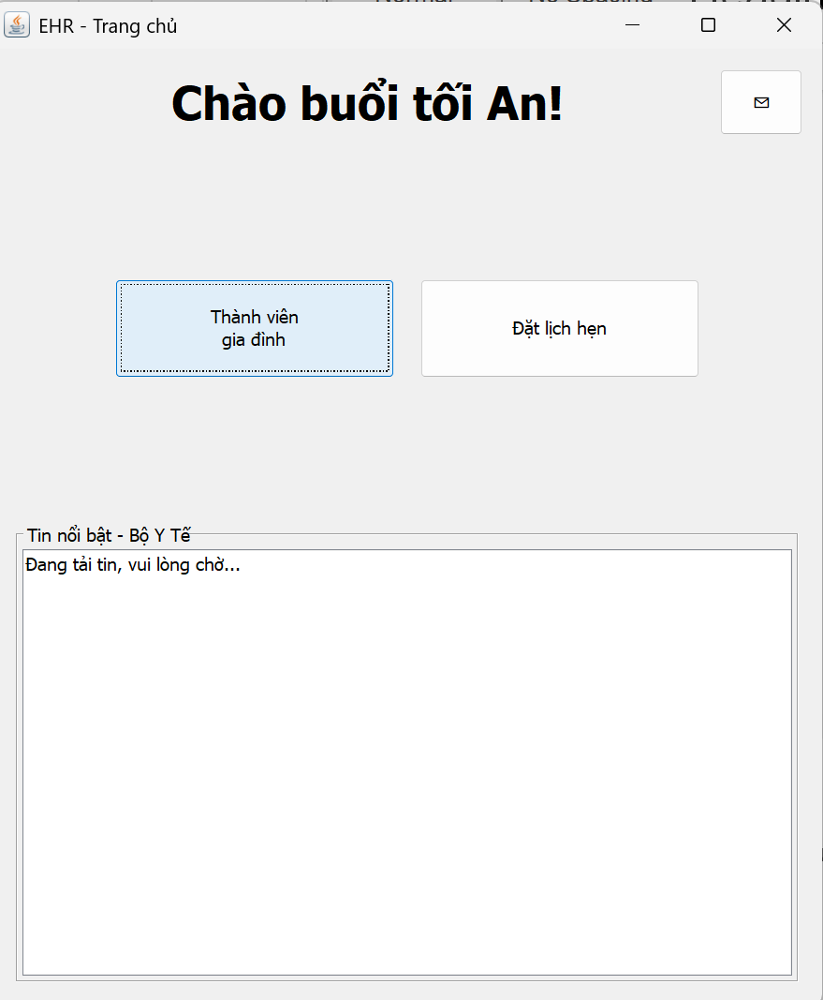 EHR - Trang chủ
Chào buổi tối An!
Thành viên
gia đình
Đặt lịch hẹn
Tin nổi bật - Bộ Y Tế
Đang tải tin, vui lòng chờ...